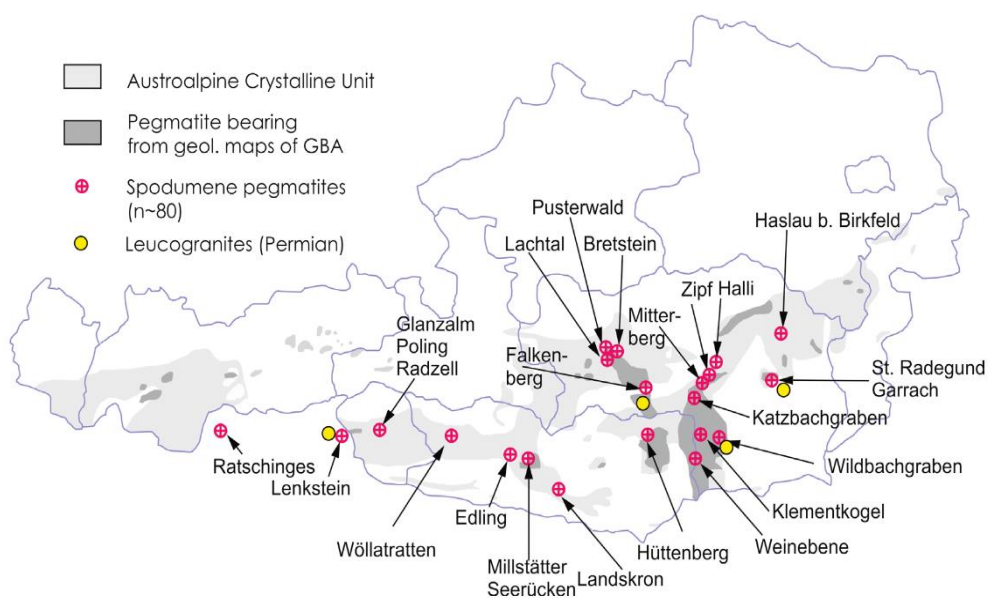 Austroalpine Crystalline Unit
Pegmatite bearing
from geol. maps of GBA
Spodumene pegmatites
(n~80)
Leucogranites (Permian)
Pusterwald
Lachtal
Bretstein
Haslau b. Birkfeld
Zipf
Halli
Mitter-
berg
Glanzalm
Poling
Radzell
Falken-
berg
St. Radegund
Garrach
Katzbachgraben
Ratschinges
Lenkstein
Wildbachgraben
Edling
Klementkogel
Wöllatratten
Weinebene
Hüttenberg
Millstätter
Seerücken
Landskron